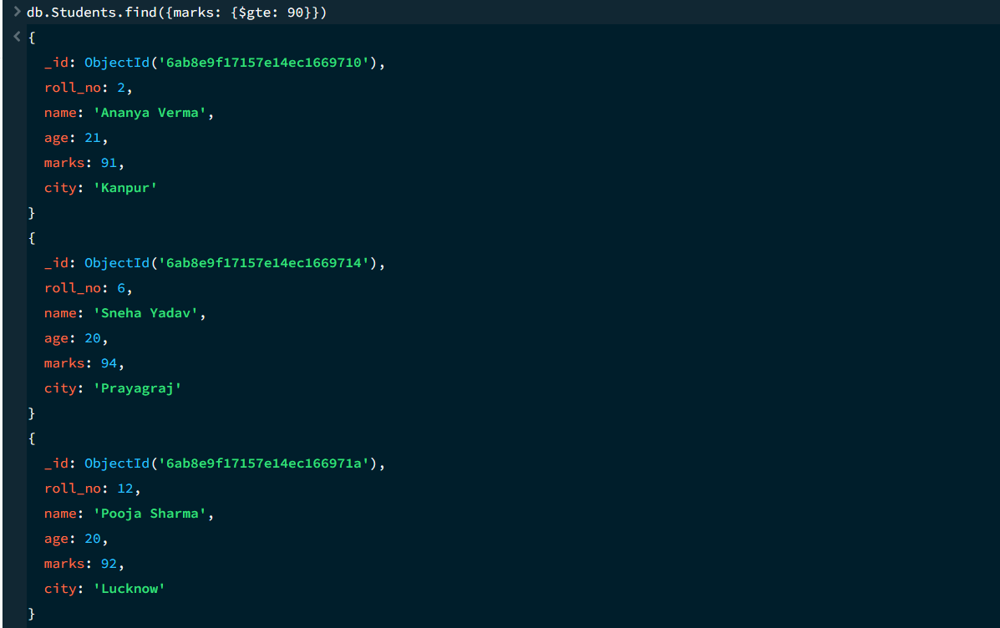 > db.Students.find({marks: {$gte: 90}})
< {
_id: ObjectId('6ab8e9f17157e14ec1669710'),
roll_no: 2,
name: 'Ananya Verma',
age: 21,
marks: 91,
city: 'Kanpur'
}
{
_id: ObjectId('6ab8e9f17157e14ec1669714'),
roll_no: 6,
name: 'Sneha Yadav',
age: 20,
marks: 94,
city: 'Prayagraj'
}
{
_id: ObjectId('6ab8e9f17157e14ec166971a'),
roll_no: 12,
name: 'Pooja Sharma',
age: 20,
marks: 92,
city: 'Lucknow'
}